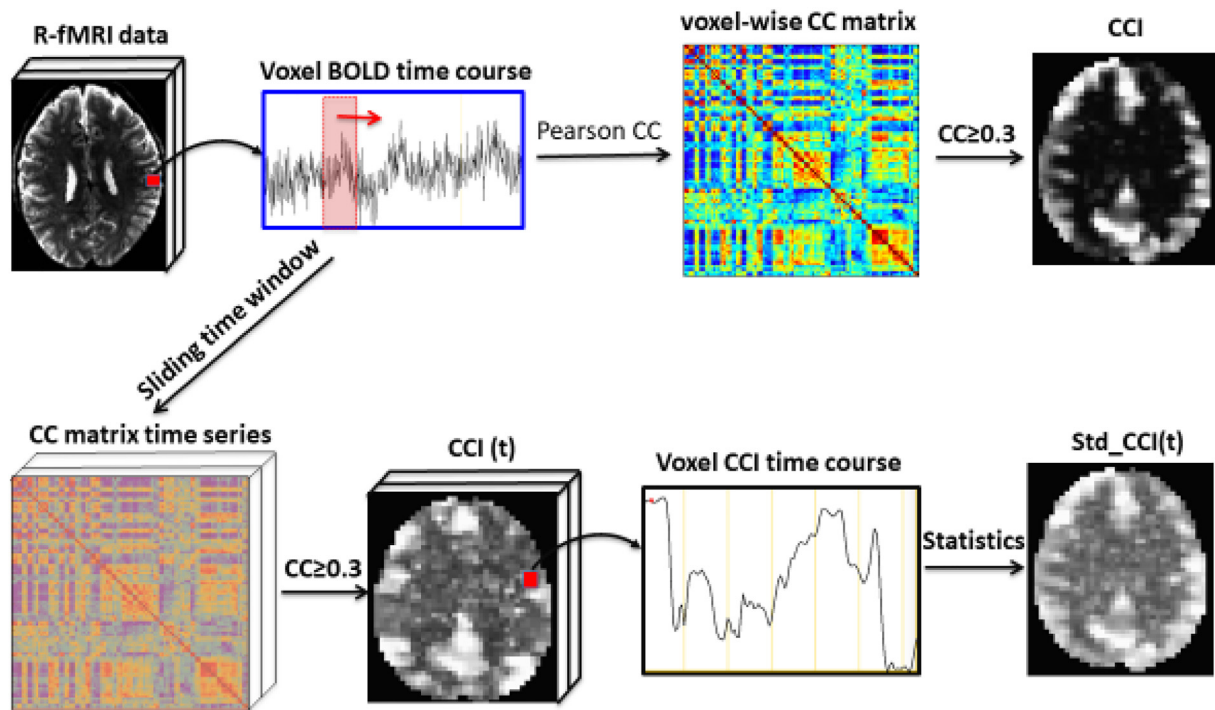 R-fMRI data
Voxel BOLD time course
Pearson CC
voxel-wise CC matrix
CC≥0.3
CCI
Sliding time window
CC matrix time series
CC≥0.3
CCI (t)
Voxel CCI time course
Statistics
Std_CCI(t)